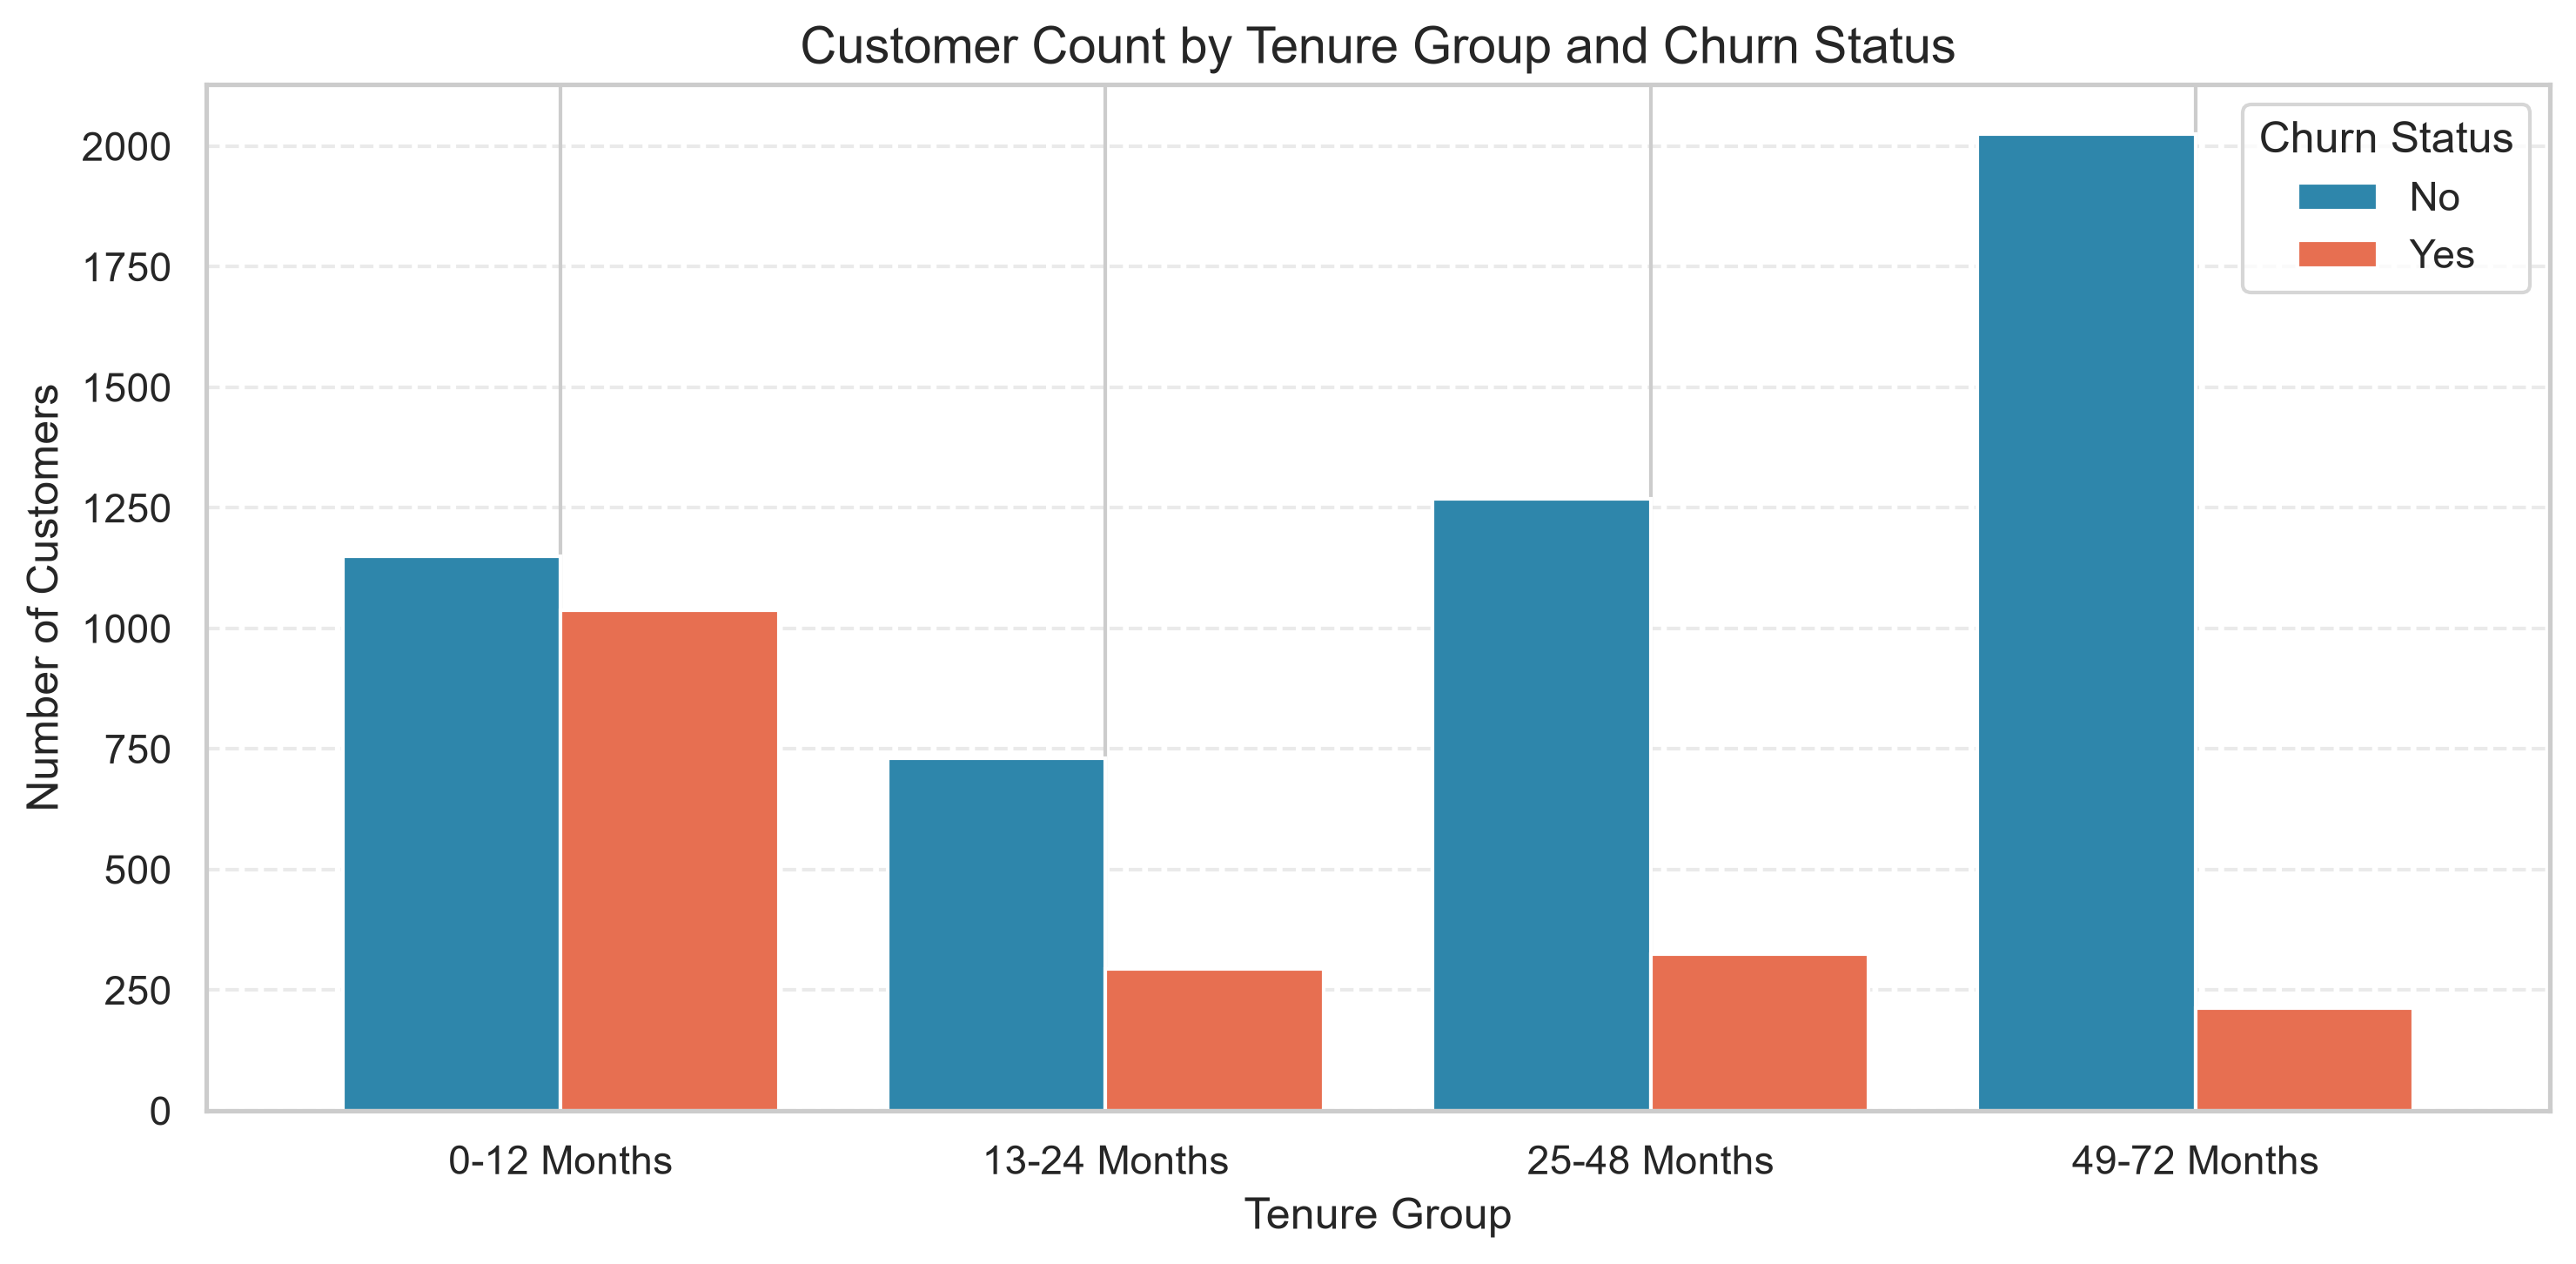 Customer Count by Tenure Group and Churn Status
Churn Status
No
Yes
Number of Customers
2000
1750
1500
1250
1000
750
500
250
0
0-12 Months
13-24 Months
25-48 Months
49-72 Months
Tenure Group